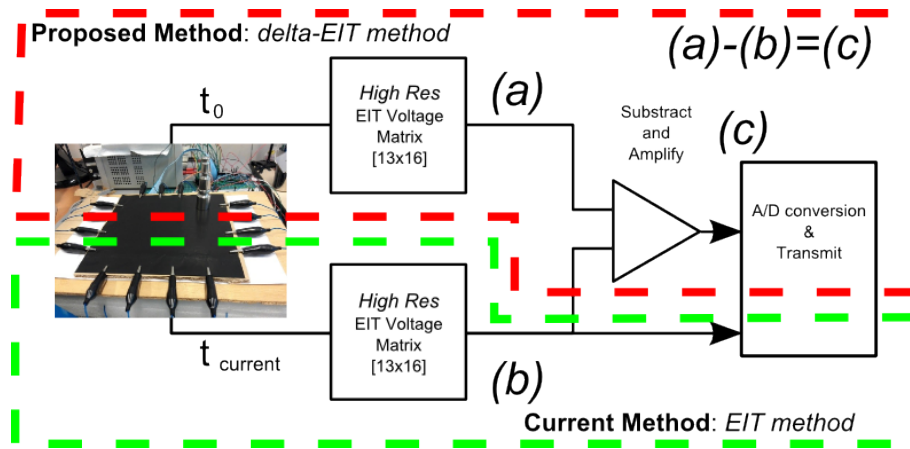 Proposed Method: delta-EIT method
(a)-(b)=(c)
t0
High Res
EIT Voltage
Matrix
[13x16]
(a)
Substract
and
Amplify
(c)
A/D conversion
&
Transmit
t current
High Res
EIT Voltage
Matrix
[13x16]
(b)
Current Method: EIT method